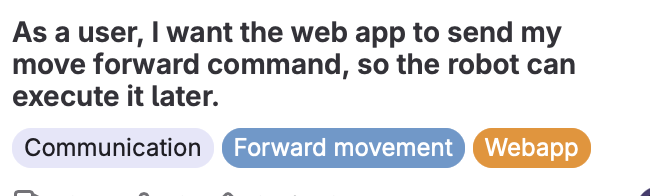 As a user, I want the web app to send my
move forward command, so the robot can
execute it later.
Communication Forward movement Webapp